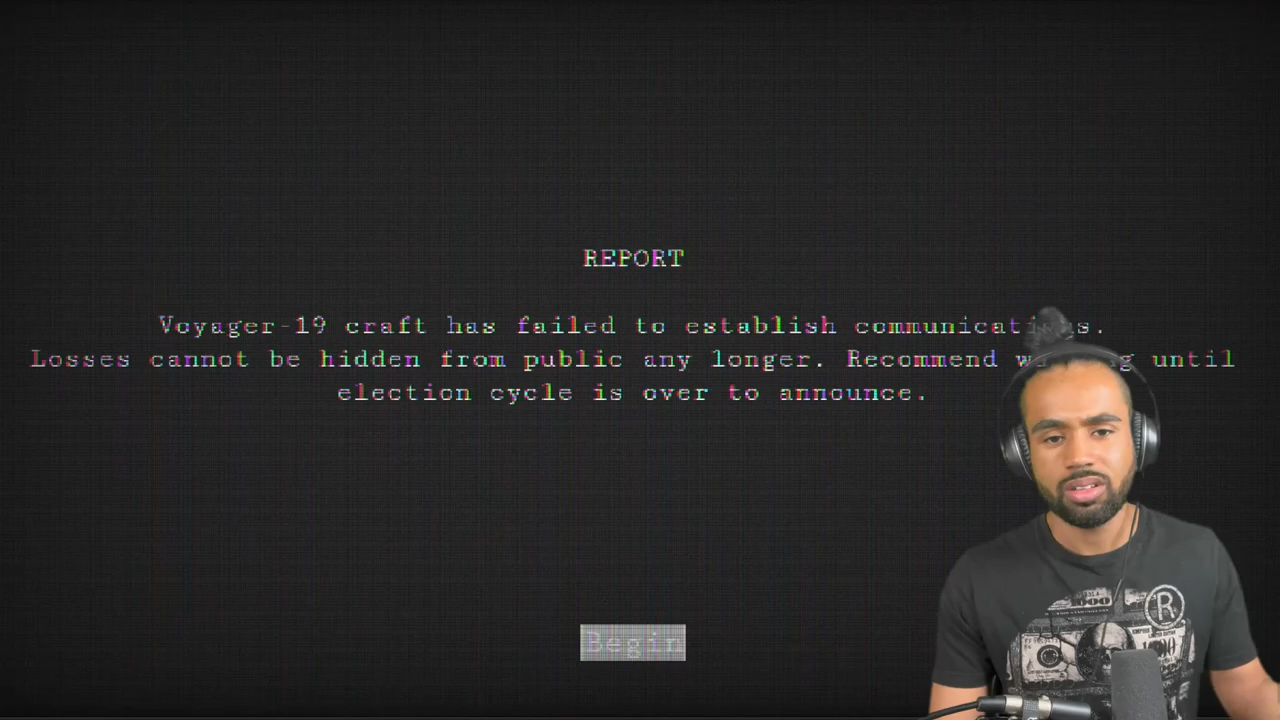 REPORT
Voyager-19 craft has failed to establish communications.
Losses cannot be hidden from public any longer. Recommend until
election cycle is over to announce.
Begin
®